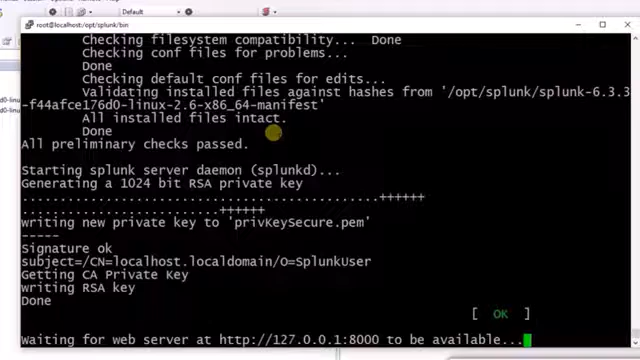 Default
root@localhost:/opt/splunk/bin
Checking filesystem compatibility...  Done
Checking conf files for problems...
Done
Checking default conf files for edits...
Validating installed files against hashes from '/opt/splunk/splunk-6.3.3
-f44afce176d0-linux-2.6-x86_64-manifest'
All installed files intact.
Done
All preliminary checks passed.
Starting splunk server daemon (splunkd)...
Generating a 1024 bit RSA private key
................................................++++++
..........................++++++
writing new private key to 'privKeySecure.pem'
-----
Signature ok
subject=/CN=localhost.localdomain/O=SplunkUser
Getting CA Private Key
writing RSA key
Done
[  OK  ]
Waiting for web server at http://127.0.0.1:8000 to be available...
d0-linu
d0-linu